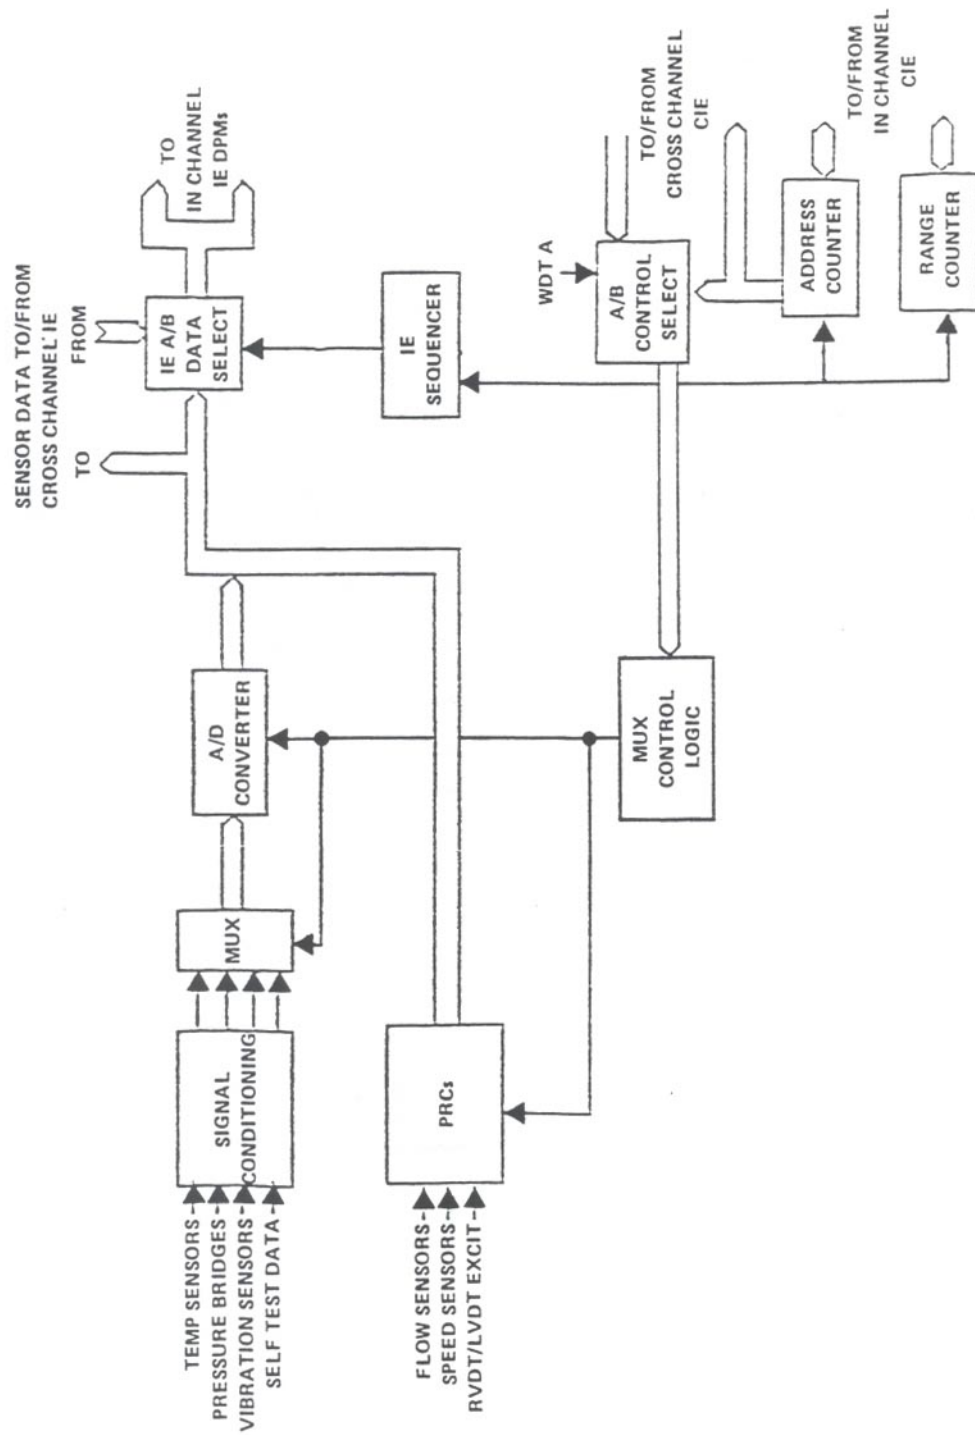 SENSOR DATA TO/FROM
CROSS CHANNEL IE
TO
FROM
TO
IN CHANNEL
IE DPMs
IE A/B
DATA
SELECT
TEMP SENSORS
PRESSURE BRIDGES
VIBRATION SENSORS
SELF TEST DATA
SIGNAL
CONDITIONING
MUX
A/D
CONVERTER
IE
SEQUENCER
FLOW SENSORS
SPEED SENSORS
RVDT/LVDT EXCIT
PRCs
WDT A
A/B
CONTROL
SELECT
TO/FROM
CROSS CHANNEL
CIE
MUX
CONTROL
LOGIC
ADDRESS
COUNTER
TO/FROM
IN CHANNEL
CIE
RANGE
COUNTER